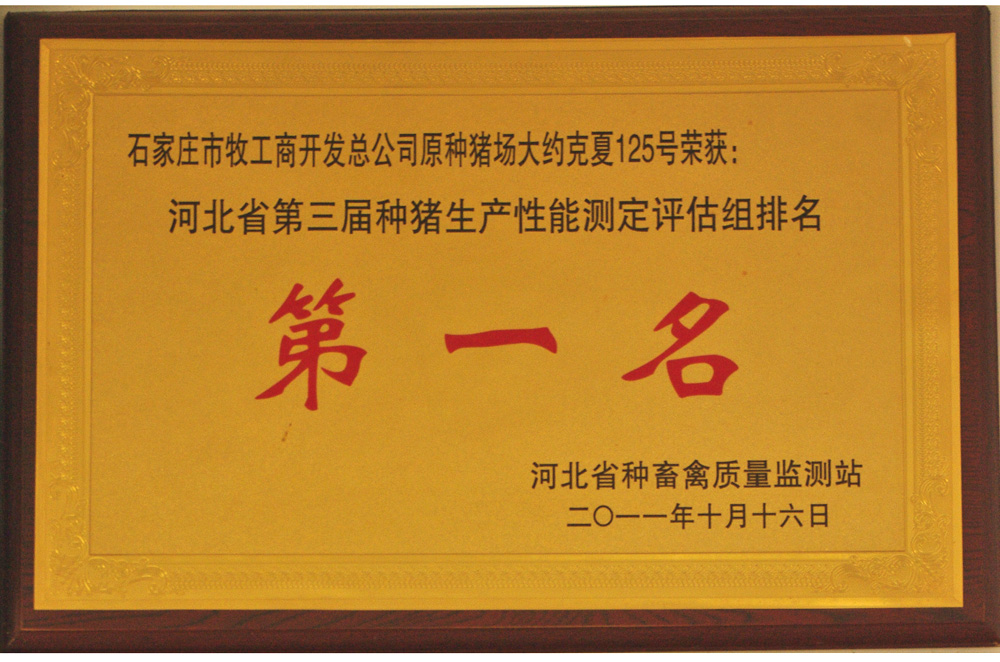 石家庄市牧工商开发总公司原种猪场大约克夏125号荣获：
河北省第三届种猪生产性能测定评估组排名
第一名
河北省种畜禽质量监测站
二〇一一年十月十六日